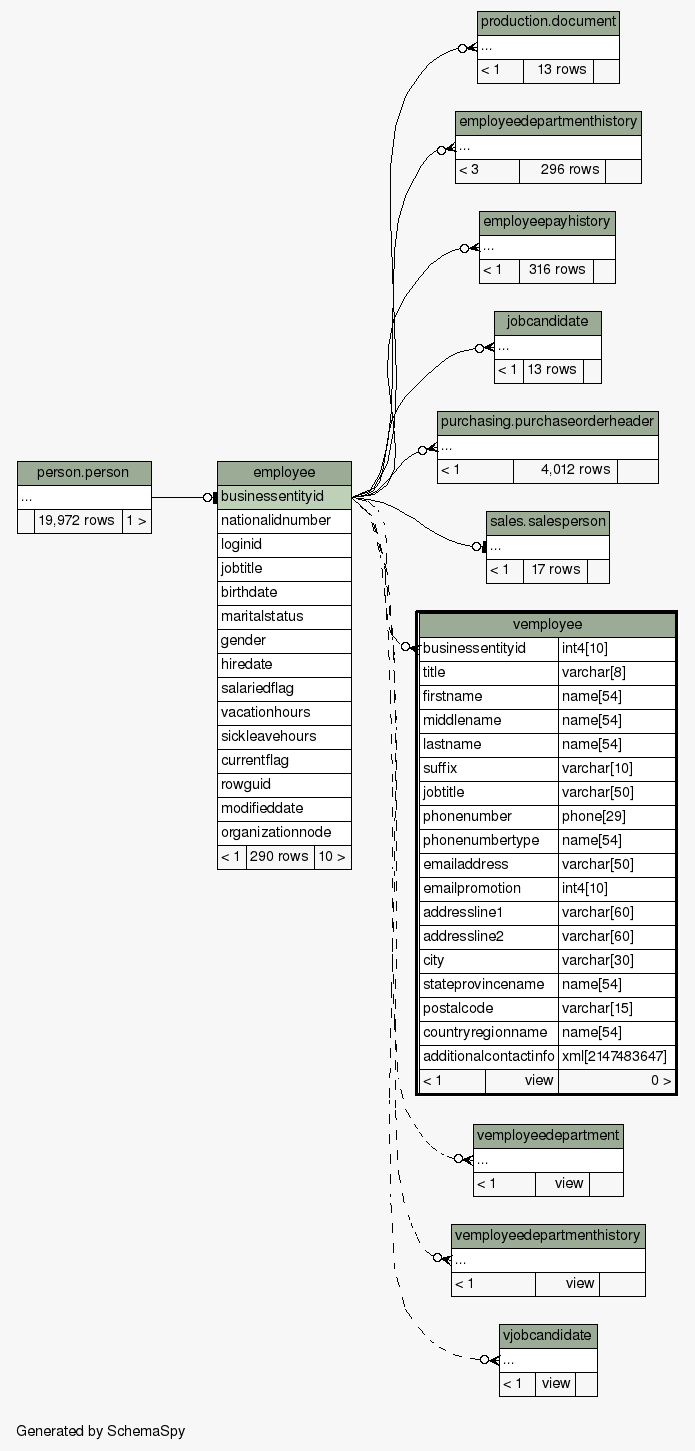 production.document
...
< 1 13 rows
employeedepartmenthistory
...
< 3 296 rows
employeepayhistory
...
< 1 316 rows
jobcandidate
...
< 1 13 rows
purchasing.purchaseorderheader
...
< 1 4,012 rows
person.person
...
19,972 rows 1 >
employee
businessentityid
nationalidnumber
loginid
jobtitle
birthdate
maritalstatus
gender
hiredate
salariedflag
vacationhours
sickleavehours
currentflag
rowguid
modifieddate
organizationnode
< 1 290 rows 10 >
sales.salesperson
...
< 1 17 rows
vemployee
businessentityid int4[10]
title varchar[8]
firstname name[54]
middlename name[54]
lastname name[54]
suffix varchar[10]
jobtitle varchar[50]
phonenumber phone[29]
phonenumbertype name[54]
emailaddress varchar[50]
emailpromotion int4[10]
addressline1 varchar[60]
addressline2 varchar[60]
city varchar[30]
stateprovincename name[54]
postalcode varchar[15]
countryregionname name[54]
additionalcontactinfo xml[2147483647]
< 1 view 0 >
vemployeedepartment
...
< 1 view
vemployeedepartmenthistory
...
< 1 view
vjobcandidate
...
< 1 view
Generated by SchemaSpy